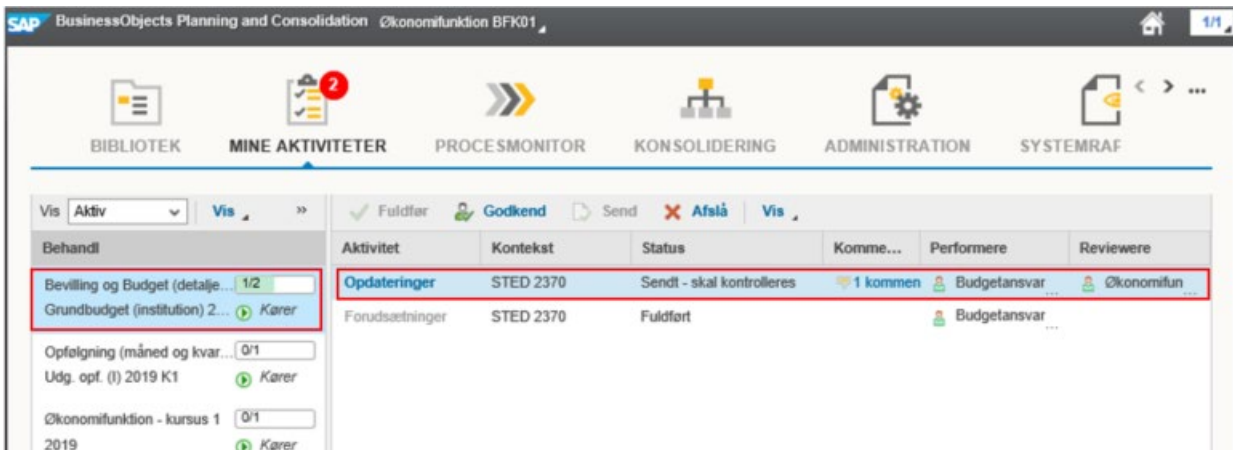 SAP BusinessObjects Planning and Consolidation Økonomifunktion BFK01 1/1
2
BIBLIOTEK MINE AKTIVITETER PROCESMONITOR KONSOLIDERING ADMINISTRATION SYSTEMRAF
Vis Aktiv Vis » Fuldfør Godkend Send Afslå Vis
Behandl Aktivitet Kontekst Status Komme... Performere Reviewere
Bevilling og Budget (detalje... 1/2 Opdateringer STED 2370 Sendt - skal kontrolleres 1 kommen Budgetansvar... Økonomifun...
Grundbudget (institution) 2... Kører Forudsætninger STED 2370 Fuldført Budgetansvar...
Opfølgning (måned og kvar... 0/1
Udg. opf. (I) 2019 K1 Kører
Økonomifunktion - kursus 1 0/1
2019 Kører